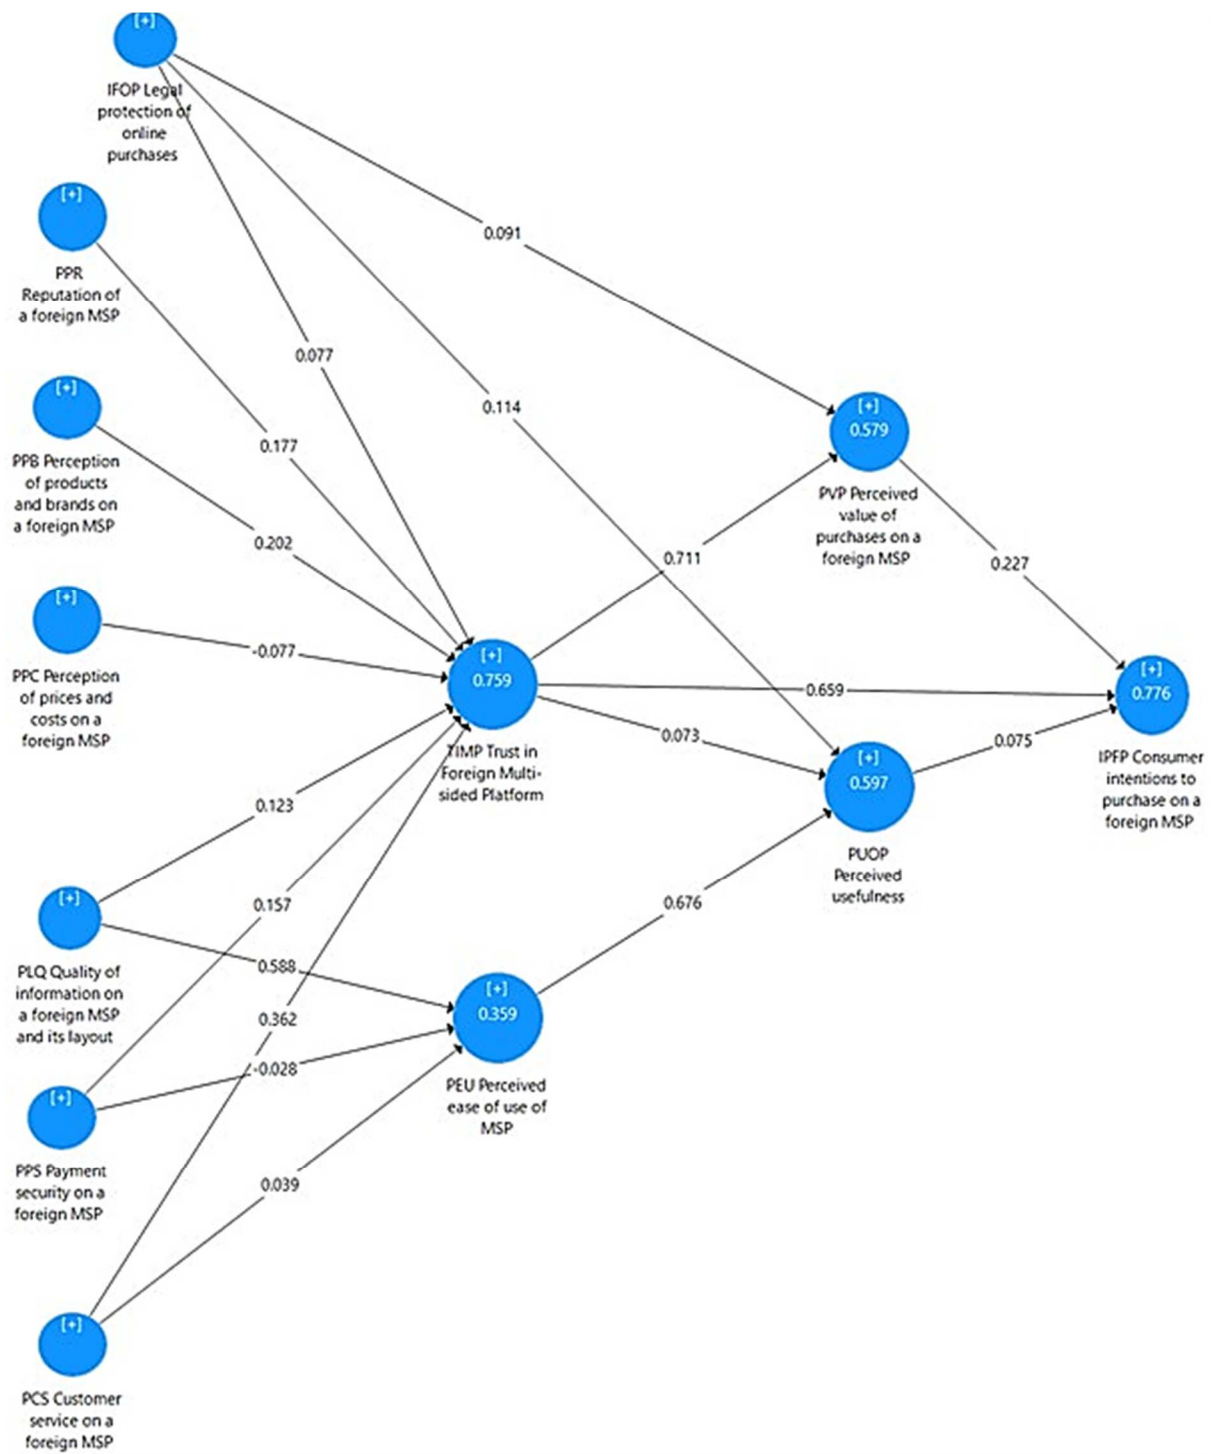 [+]
IFOP Legal
protection of
online
purchases
[+]
PPR
Reputation of
a foreign MSP
[+]
PPB Perception
of products
and brands on
a foreign MSP
[+]
PPC Perception
of prices and
costs on a
foreign MSP
[+]
PLQ Quality of
information on
a foreign MSP
and its layout
[+]
PPS Payment
security on a
foreign MSP
[+]
PCS Customer
service on a
foreign MSP
0.091
0.077
0.114
0.177
0.202
-0.077
0.123
0.157
0.588
0.362
-0.028
0.039
[+]
0.759
TIMP Trust in
Foreign Multi-
sided Platform
[+]
0.359
PEU Perceived
ease of use of
MSP
0.711
0.659
0.073
0.676
[+]
0.579
PVP Perceived
value of
purchases on a
foreign MSP
[+]
0.597
PUOP
Perceived
usefulness
0.227
0.075
[+]
0.776
IPFP Consumer
intentions to
purchase on a
foreign MSP